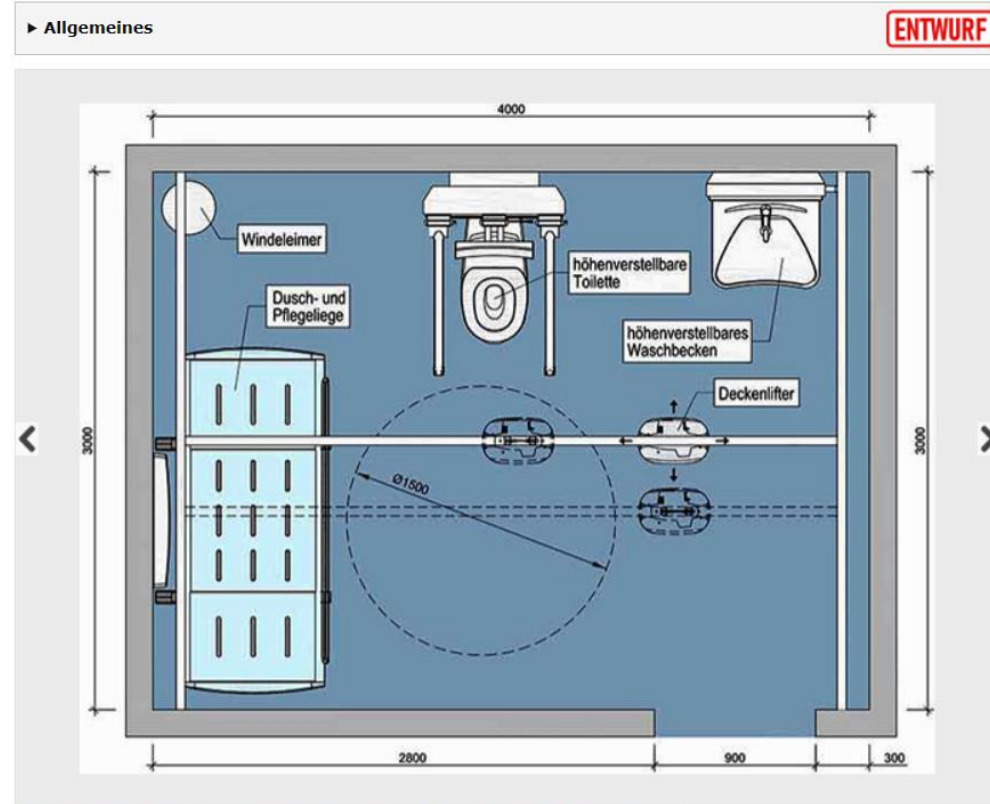 ▶ Allgemeines
ENTWURF
4000
Windeleimer
höhenverstellbare
Toilette
Dusch- und
Pflegeliege
höhenverstellbares
Waschbecken
Deckenlifter
3000
3000
Ø1500
2800
900
300